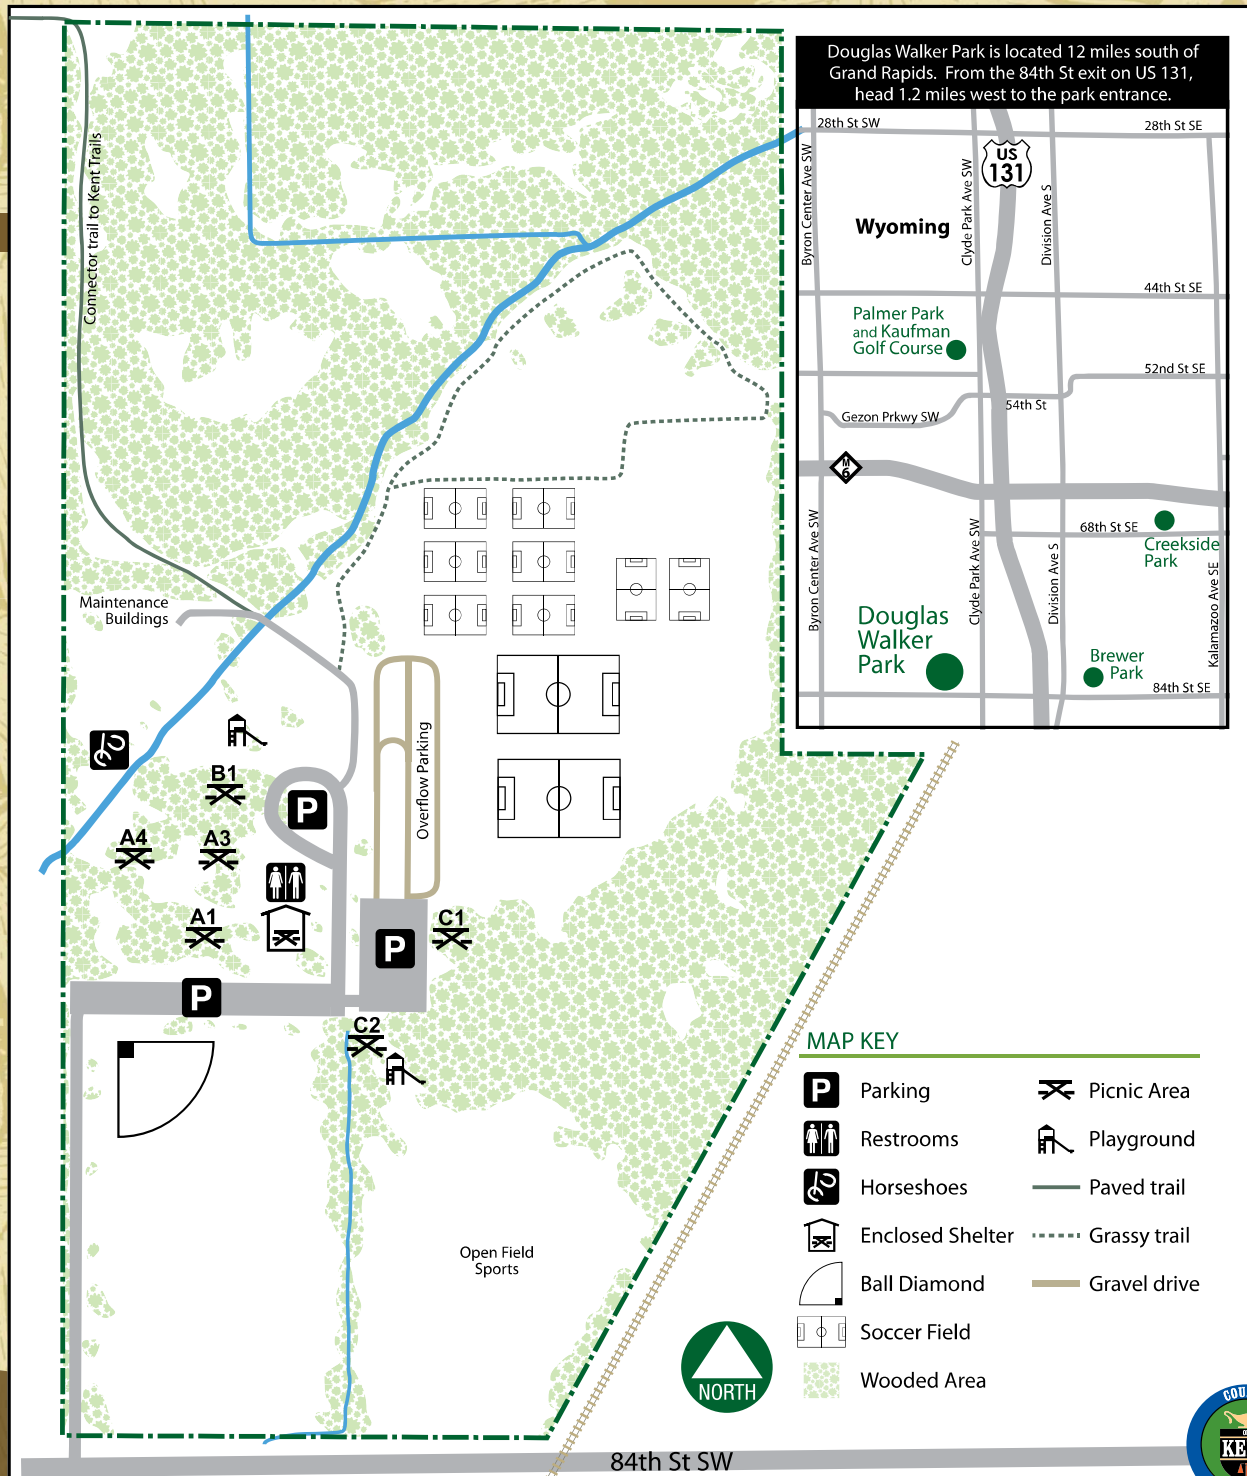 Douglas Walker Park is located 12 miles south of
Grand Rapids.  From the 84th St exit on US 131,
head 1.2 miles west to the park entrance.
28th St SW
28th St SE
Byron Center Ave SW
Clyde Park Ave SW
US
131
Division Ave S
Wyoming
44th St SE
Palmer Park
and Kaufman
Golf Course
52nd St SE
54th St
Gezon Prkwy SW
M
6
Byron Center Ave SW
Clyde Park Ave SW
Division Ave S
68th St SE
Creekside
Park
Kalamazoo Ave SE
Douglas
Walker
Park
Brewer
Park
84th St SE
Connector trail to Kent Trails
Maintenance
Buildings
Overflow Parking
B1
P
A4
A3
A1
C1
P
P
C2
Open Field
Sports
MAP KEY
P
Parking
Picnic Area
Restrooms
Playground
Horseshoes
Paved trail
Enclosed Shelter
Grassy trail
Ball Diamond
Gravel drive
Soccer Field
Wooded Area
NORTH
84th St SW